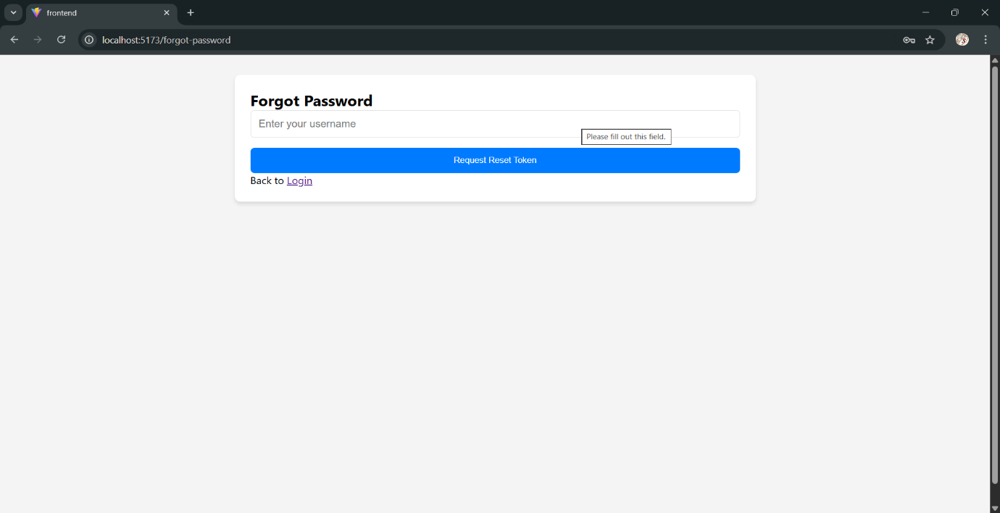 frontend
localhost:5173/forgot-password
Forgot Password
Enter your username
Please fill out this field.
Request Reset Token
Back to Login